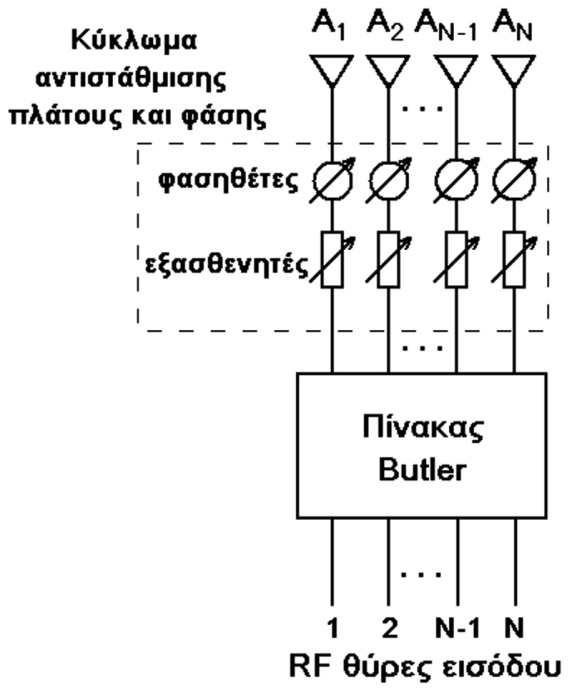 A1 A2 AN-1 AN
Κύκλωμα
αντιστάθμισης
πλάτους και φάσης
. . .
φασηθέτες
εξασθενητές
. . .
Πίνακας
Butler
. . .
1 2 N-1 N
RF θύρες εισόδου